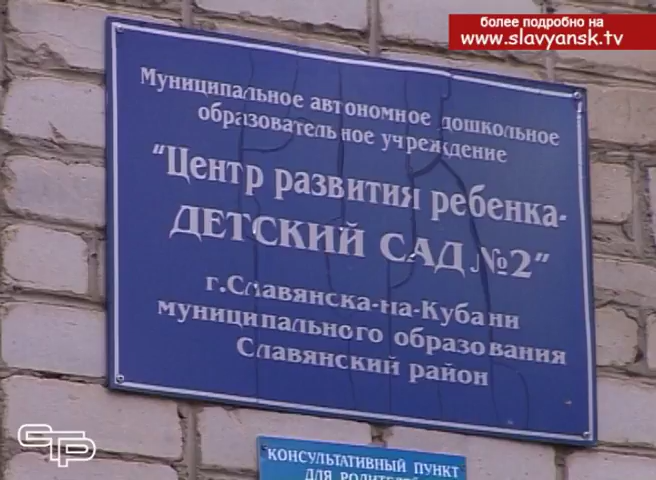 более подробно на
www.slavyansk.tv
Муниципальное автономное дошкольное
образовательное учреждение
"Центр развития ребенка-
ДЕТСКИЙ САД №2"
г.Славянска-на-Кубани
муниципального образования
Славянский район
СТР
КОНСУЛЬТАТИВНЫЙ ПУНКТ
ДЛЯ РОДИТЕЛЕЙ